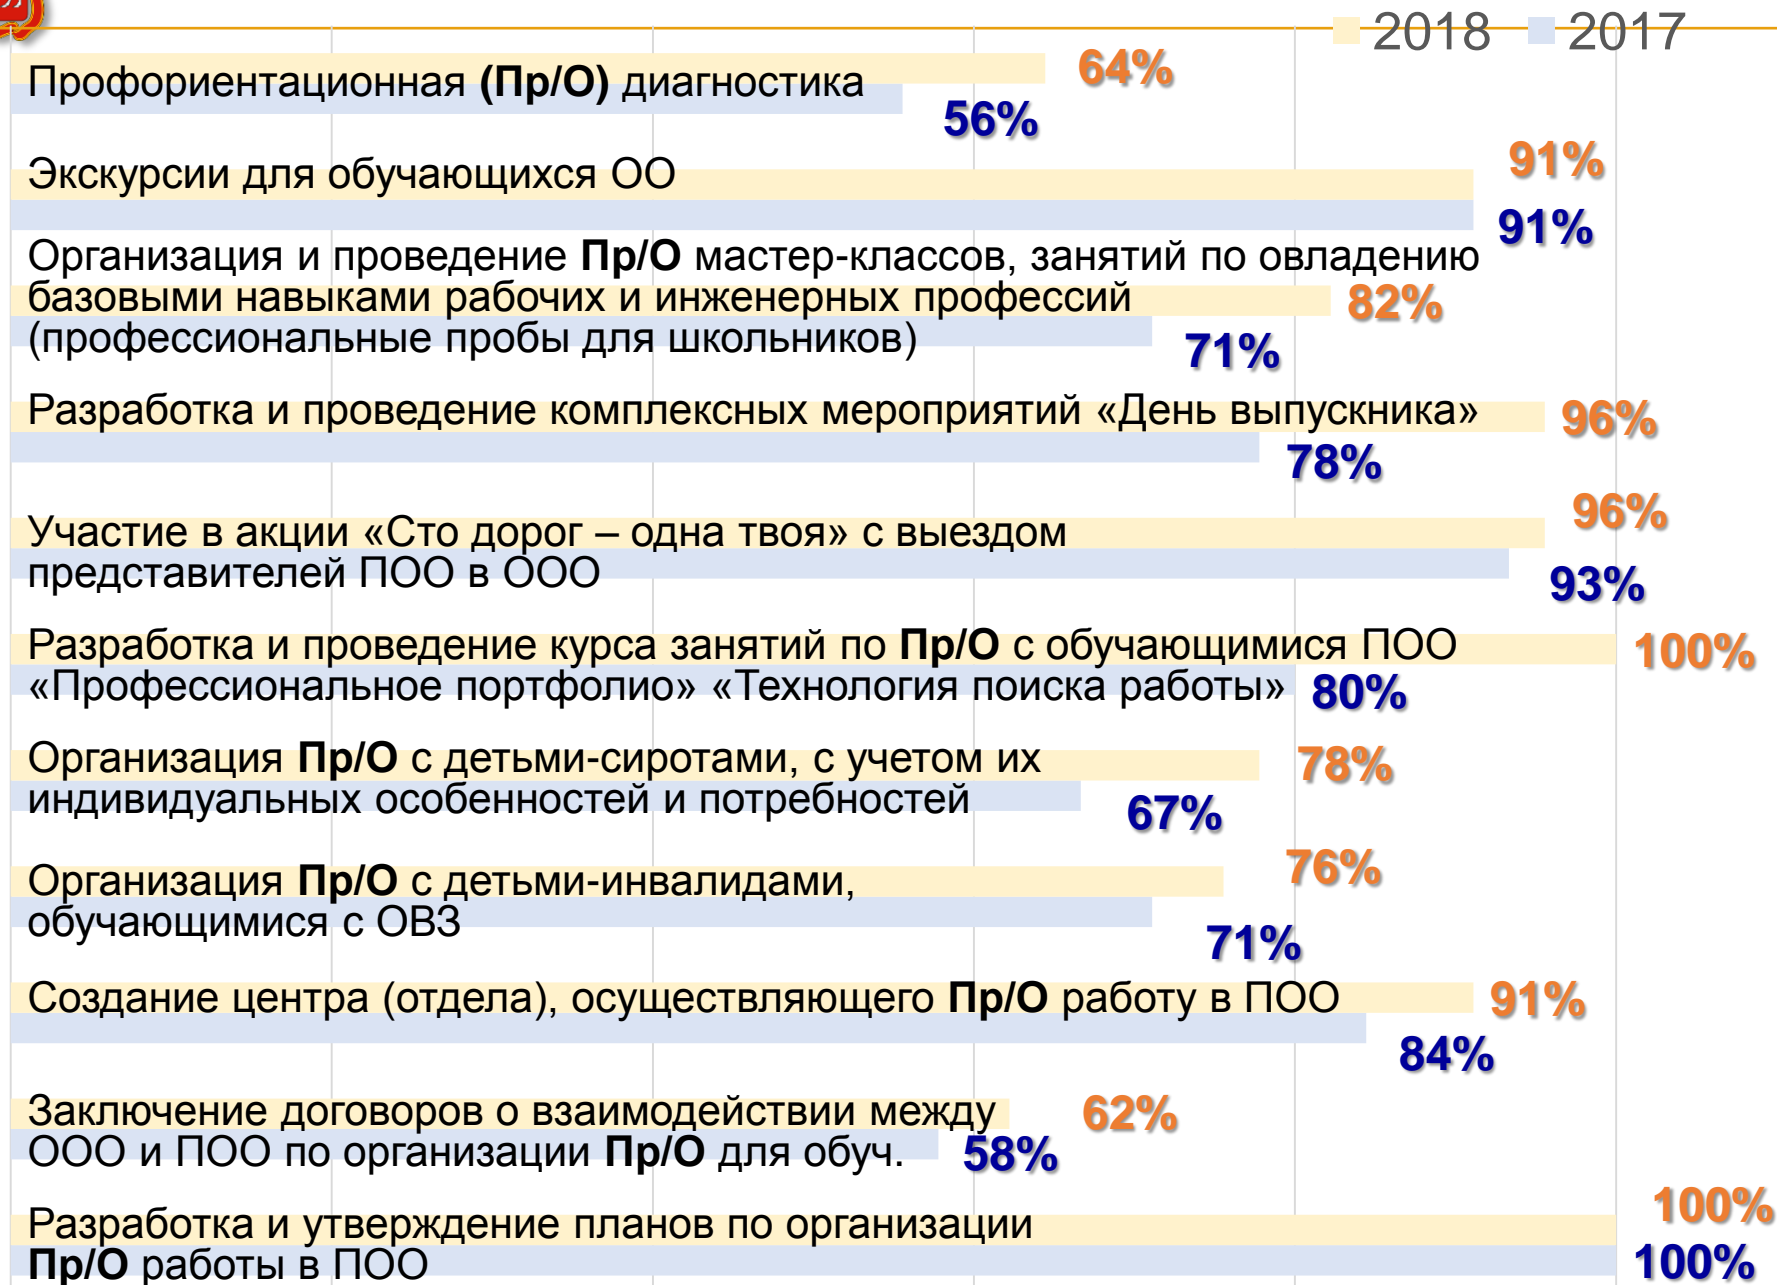 2018 2017
Профориентационная (Пр/О) диагностика
64%
56%
Экскурсии для обучающихся ОО
91%
91%
Организация и проведение Пр/О мастер-классов, занятий по овладению
базовыми навыками рабочих и инженерных профессий
(профессиональные пробы для школьников)
82%
71%
Разработка и проведение комплексных мероприятий «День выпускника»
96%
78%
Участие в акции «Сто дорог – одна твоя» с выездом
представителей ПОО в ООО
96%
93%
Разработка и проведение курса занятий по Пр/О с обучающимися ПОО
«Профессиональное портфолио» «Технология поиска работы»
100%
80%
Организация Пр/О с детьми-сиротами, с учетом их
индивидуальных особенностей и потребностей
78%
67%
Организация Пр/О с детьми-инвалидами,
обучающимися с ОВЗ
76%
71%
Создание центра (отдела), осуществляющего Пр/О работу в ПОО
91%
84%
Заключение договоров о взаимодействии между
ООО и ПОО по организации Пр/О для обуч.
62%
58%
Разработка и утверждение планов по организации
Пр/О работы в ПОО
100%
100%